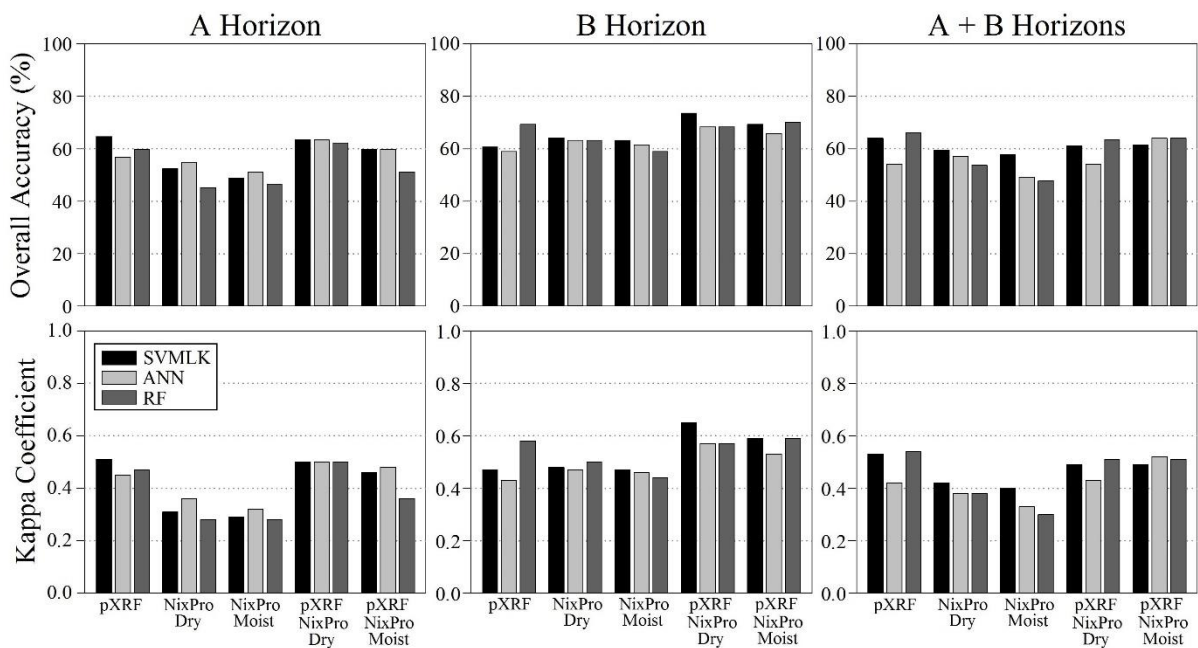 A Horizon
B Horizon
A + B Horizons
Overall Accuracy (%)
100
80
60
40
20
0
100
80
60
40
20
0
100
80
60
40
20
0
Kappa Coefficient
1.0
0.8
0.6
0.4
0.2
0.0
SVMLK
ANN
RF
1.0
0.8
0.6
0.4
0.2
0.0
1.0
0.8
0.6
0.4
0.2
0.0
pXRF
NixPro
Dry
NixPro
Moist
pXRF
NixPro
Dry
pXRF
NixPro
Moist
pXRF
NixPro
Dry
NixPro
Moist
pXRF
NixPro
Dry
pXRF
NixPro
Moist
pXRF
NixPro
Dry
NixPro
Moist
pXRF
NixPro
Dry
pXRF
NixPro
Moist